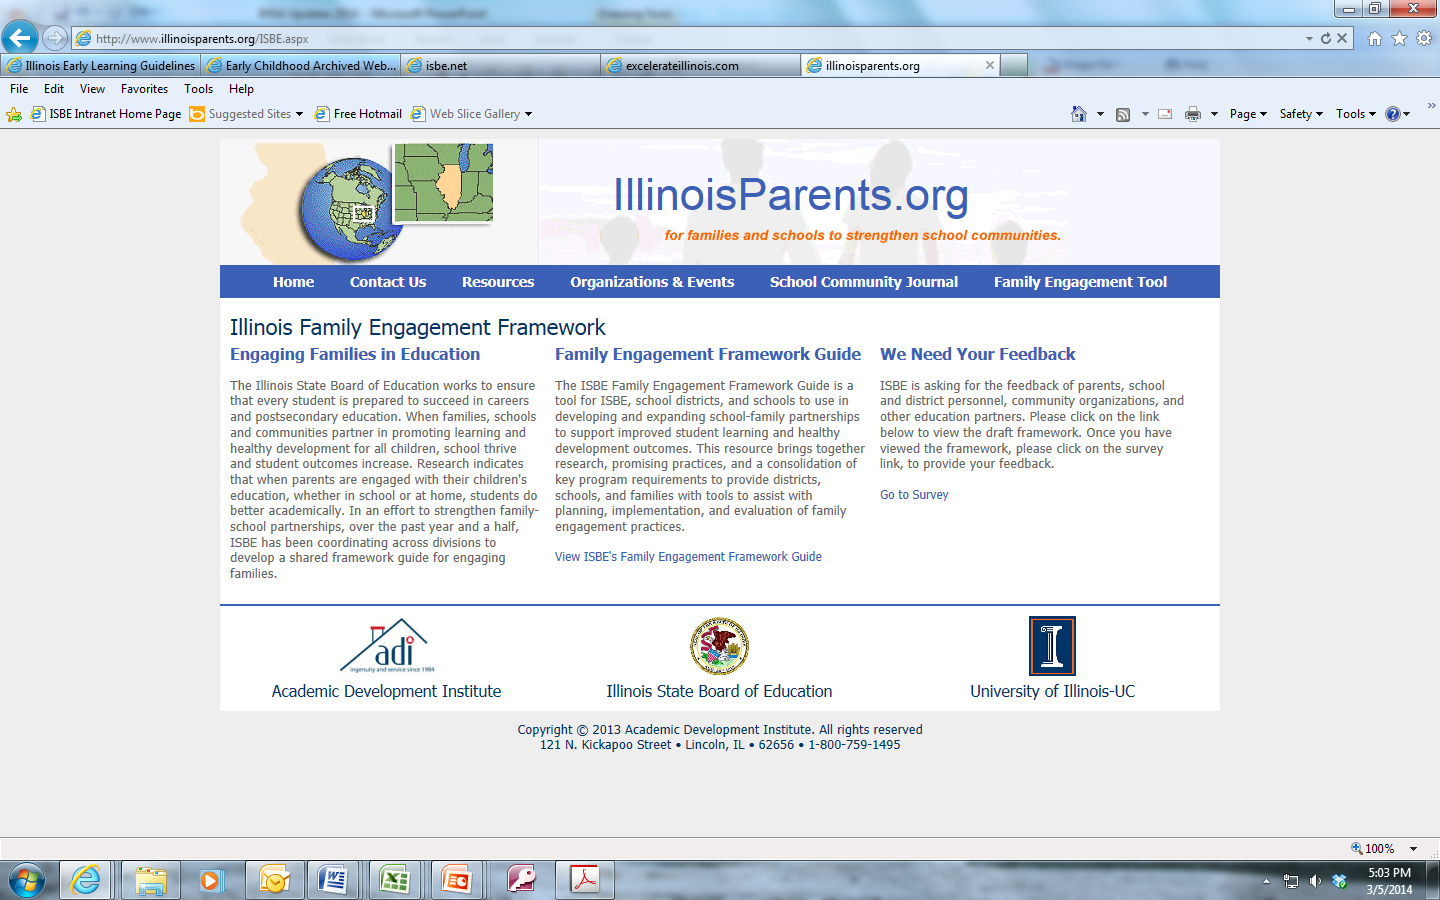 http://www.illinoisparents.org/ISBE.aspx
Illinois Early Learning Guidelines
Early Childhood Archived Web...
isbe.net
excelerateillinois.com
illinoisparents.org
File Edit View Favorites Tools Help
ISBE Intranet Home Page Suggested Sites Free Hotmail Web Slice Gallery Page Safety Tools
IllinoisParents.org
for families and schools to strengthen school communities.
Home Contact Us Resources Organizations & Events School Community Journal Family Engagement Tool
Illinois Family Engagement Framework
Engaging Families in Education
The Illinois State Board of Education works to ensure
that every student is prepared to succeed in careers
and postsecondary education. When families, schools
and communities partner in promoting learning and
healthy development for all children, school thrive
and student outcomes increase. Research indicates
that when parents are engaged with their children's
education, whether in school or at home, students do
better academically. In an effort to strengthen family-
school partnerships, over the past year and a half,
ISBE has been coordinating across divisions to
develop a shared framework guide for engaging
families.
Family Engagement Framework Guide
The ISBE Family Engagement Framework Guide is a
tool for ISBE, school districts, and schools to use in
developing and expanding school-family partnerships
to support improved student learning and healthy
development outcomes. This resource brings together
research, promising practices, and a consolidation of
key program requirements to provide districts,
schools, and families with tools to assist with
planning, implementation, and evaluation of family
engagement practices.
View ISBE's Family Engagement Framework Guide
We Need Your Feedback
ISBE is asking for the feedback of parents, school
and district personnel, community organizations, and
other education partners. Please click on the link
below to view the draft framework. Once you have
viewed the framework, please click on the survey
link, to provide your feedback.
Go to Survey
adi
Ingenuity and service since 1984
Academic Development Institute
Illinois State Board of Education
I
University of Illinois-UC
Copyright © 2013 Academic Development Institute. All rights reserved
121 N. Kickapoo Street • Lincoln, IL • 62656 • 1-800-759-1495
100%
5:03 PM
3/5/2014